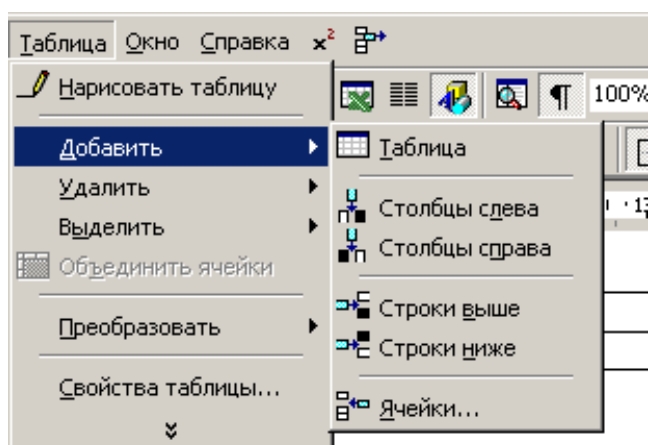 Таблица Окно Справка x²
Нарисовать таблицу
100%
Добавить
Таблица
Удалить
Столбцы слева
Выделить
Столбцы справа
Объединить ячейки
Строки выше
Преобразовать
Строки ниже
Свойства таблицы...
Ячейки...